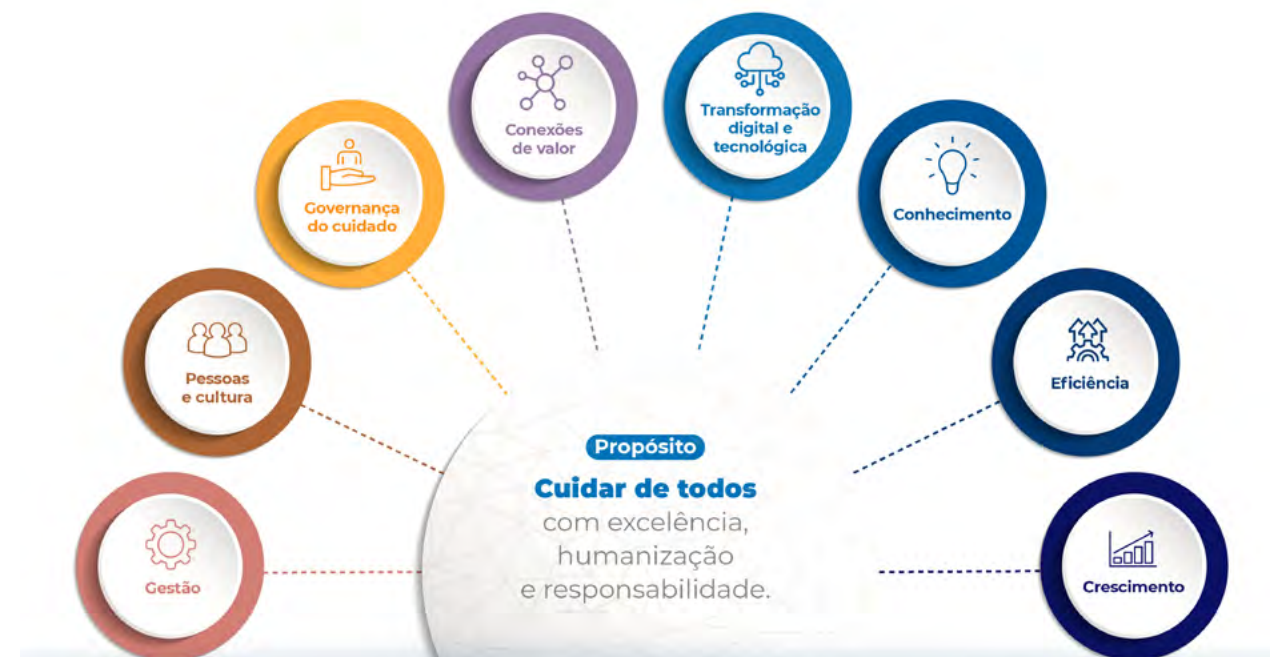 Gestão
Pessoas
e cultura
Governança
do cuidado
Conexões
de valor
Transformação
digital e
tecnológica
Conhecimento
Eficiência
Crescimento
Propósito
Cuidar de todos
com excelência,
humanização
e responsabilidade.